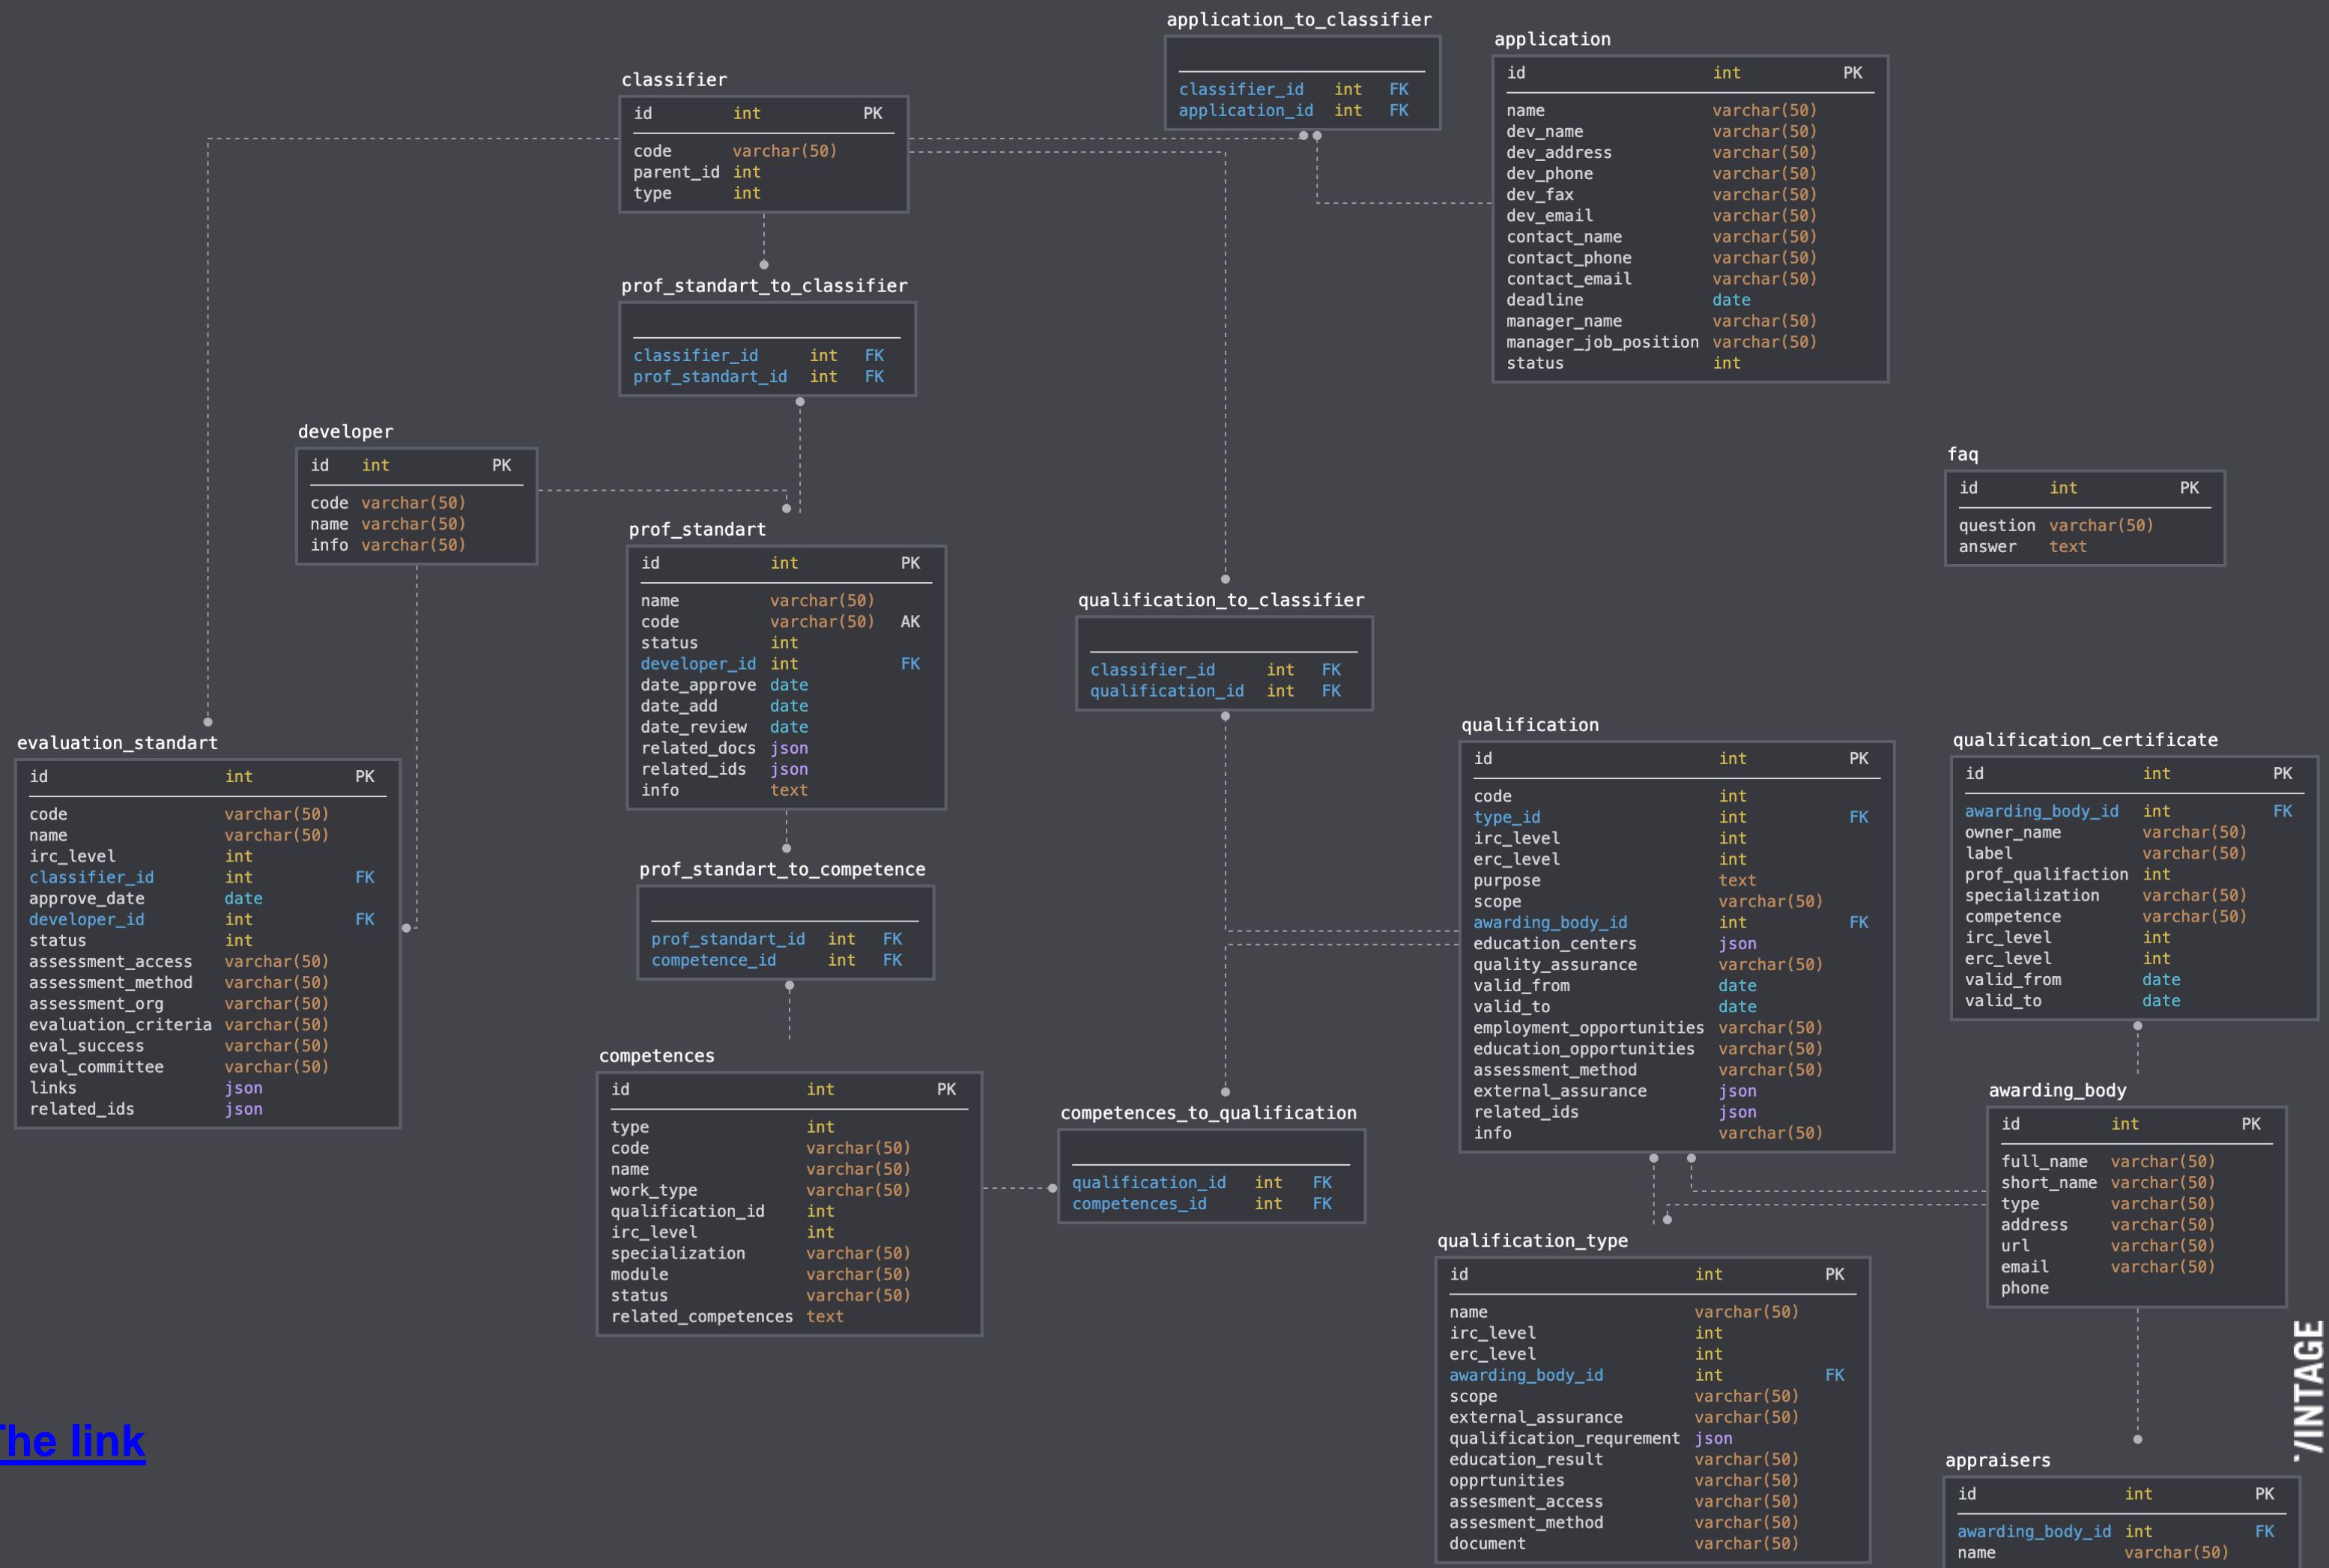 application_to_classifier
classifier_id int FK
application_id int FK
application
id int PK
name varchar(50)
dev_name varchar(50)
dev_address varchar(50)
dev_phone varchar(50)
dev_fax varchar(50)
dev_email varchar(50)
contact_name varchar(50)
contact_phone varchar(50)
contact_email varchar(50)
deadline date
manager_name varchar(50)
manager_job_position varchar(50)
status int
classifier
id int PK
code varchar(50)
parent_id int
type int
prof_standart_to_classifier
classifier_id int FK
prof_standart_id int FK
developer
id int PK
code varchar(50)
name varchar(50)
info varchar(50)
faq
id int PK
question varchar(50)
answer text
prof_standart
id int PK
name varchar(50)
code varchar(50) AK
status int
developer_id int FK
date_approve date
date_add date
date_review date
related_docs json
related_ids json
info text
qualification_to_classifier
classifier_id int FK
qualification_id int FK
evaluation_standart
id int PK
code varchar(50)
name varchar(50)
irc_level int
classifier_id int FK
approve_date date
developer_id int FK
status int
assessment_access varchar(50)
assessment_method varchar(50)
assessment_org varchar(50)
evaluation_criteria varchar(50)
eval_success varchar(50)
eval_committee varchar(50)
links json
related_ids json
qualification
id int PK
code int
type_id int FK
irc_level int
erc_level int
purpose text
scope varchar(50)
awarding_body_id int FK
education_centers json
quality_assurance varchar(50)
valid_from date
valid_to date
employment_opportunities varchar(50)
education_opportunities varchar(50)
assessment_method varchar(50)
external_assurance json
related_ids json
info varchar(50)
qualification_certificate
id int PK
awarding_body_id int FK
owner_name varchar(50)
label varchar(50)
prof_qualifaction int
specialization varchar(50)
competence varchar(50)
irc_level int
erc_level int
valid_from date
valid_to date
prof_standart_to_competence
prof_standart_id int FK
competence_id int FK
competences
id int PK
type int
code varchar(50)
name varchar(50)
work_type varchar(50)
qualification_id int
irc_level int
specialization varchar(50)
module varchar(50)
status varchar(50)
related_competences text
competences_to_qualification
qualification_id int FK
competences_id int FK
awarding_body
id int PK
full_name varchar(50)
short_name varchar(50)
type varchar(50)
address varchar(50)
url varchar(50)
email varchar(50)
phone
qualification_type
id int PK
name varchar(50)
irc_level int
erc_level int
awarding_body_id int FK
scope varchar(50)
external_assurance varchar(50)
qualification_requrement json
education_result varchar(50)
opprtunities varchar(50)
assesment_access varchar(50)
assesment_method varchar(50)
document varchar(50)
VINTAGE
The link
appraisers
id int PK
awarding_body_id int FK
name varchar(50)